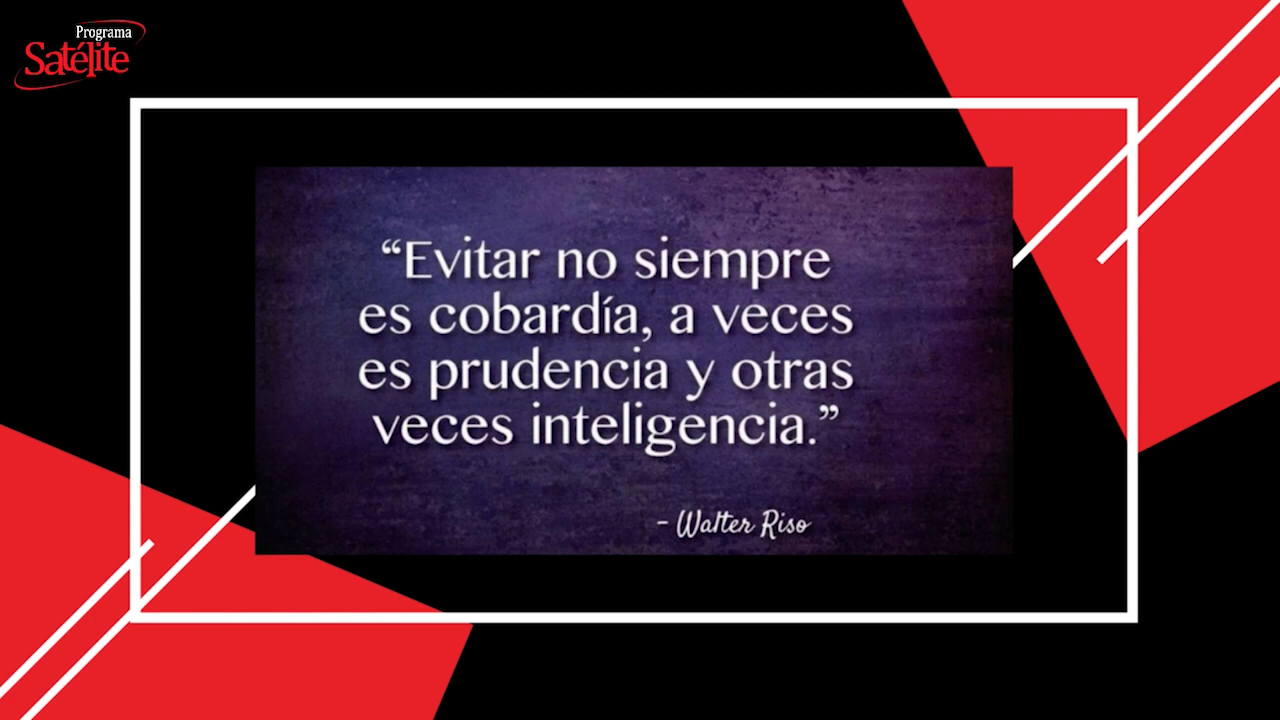 Programa
Satélite
“Evitar no siempre
es cobardía, a veces
es prudencia y otras
veces inteligencia.”
- Walter Riso